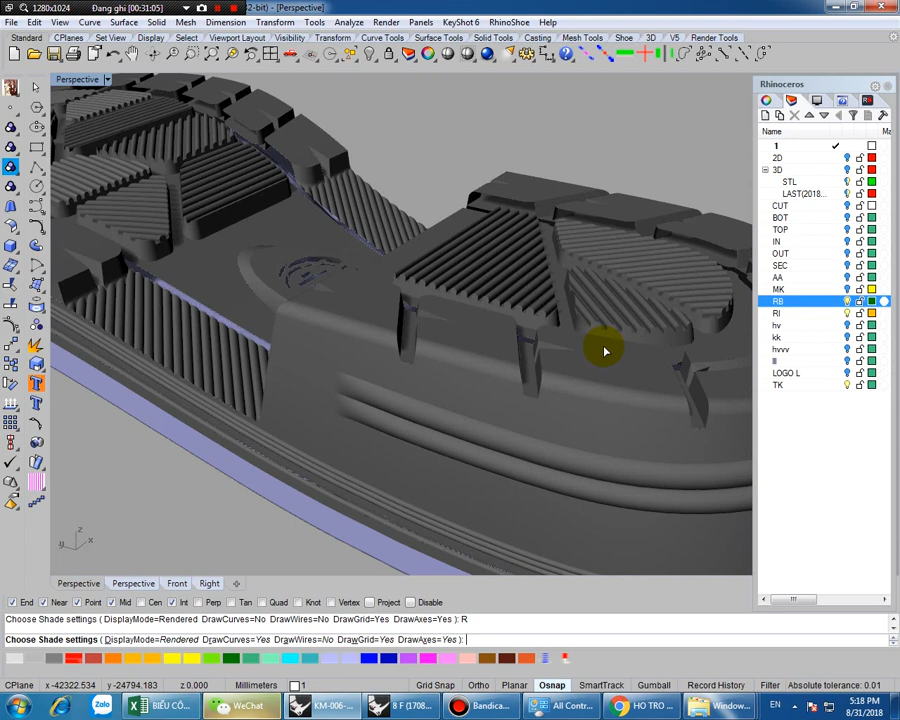 1280x1024 Đang ghi [00:31:05] 32-bit) - [Perspective]
File Edit View Curve Surface Solid Mesh Dimension Transform Tools Analyze Render Panels KeyShot 6 RhinoShoe Help
Standard CPlanes Set View Display Select Viewport Layout Visibility Transform Curve Tools Surface Tools Solid Tools Casting Mesh Tools Shoe 3D V5 Render Tools
Perspective
Rhinoceros
Name Ma
1
2D
3D
STL
LAST(2018...
CUT
BOT
TOP
IN
OUT
SEC
AA
MK
RB
RI
hv
kk
hvvv
lll
LOGO L
TK
z
y x
Perspective Perspective Front Right
End Near Point Mid Cen Int Perp Tan Quad Knot Vertex Project Disable
Choose Shade settings ( DisplayMode=Rendered DrawCurves=No DrawWires=No DrawGrid=Yes DrawAxes=Yes ): R
Choose Shade settings ( DisplayMode=Rendered DrawCurves=Yes DrawWires=No DrawGrid=Yes DrawAxes=Yes ):
CPlane x -42322.534 y -24794.183 z 0.000 Millimeters 1 Grid Snap Ortho Planar Osnap SmartTrack Gumball Record History Filter Absolute tolerance: 0.01
Zalo BIỂU CÔ... WeChat KM-006-... 8 F (1708... Bandica... All Contr... HO TRO ... Window... EN 5:18 PM
8/31/2018